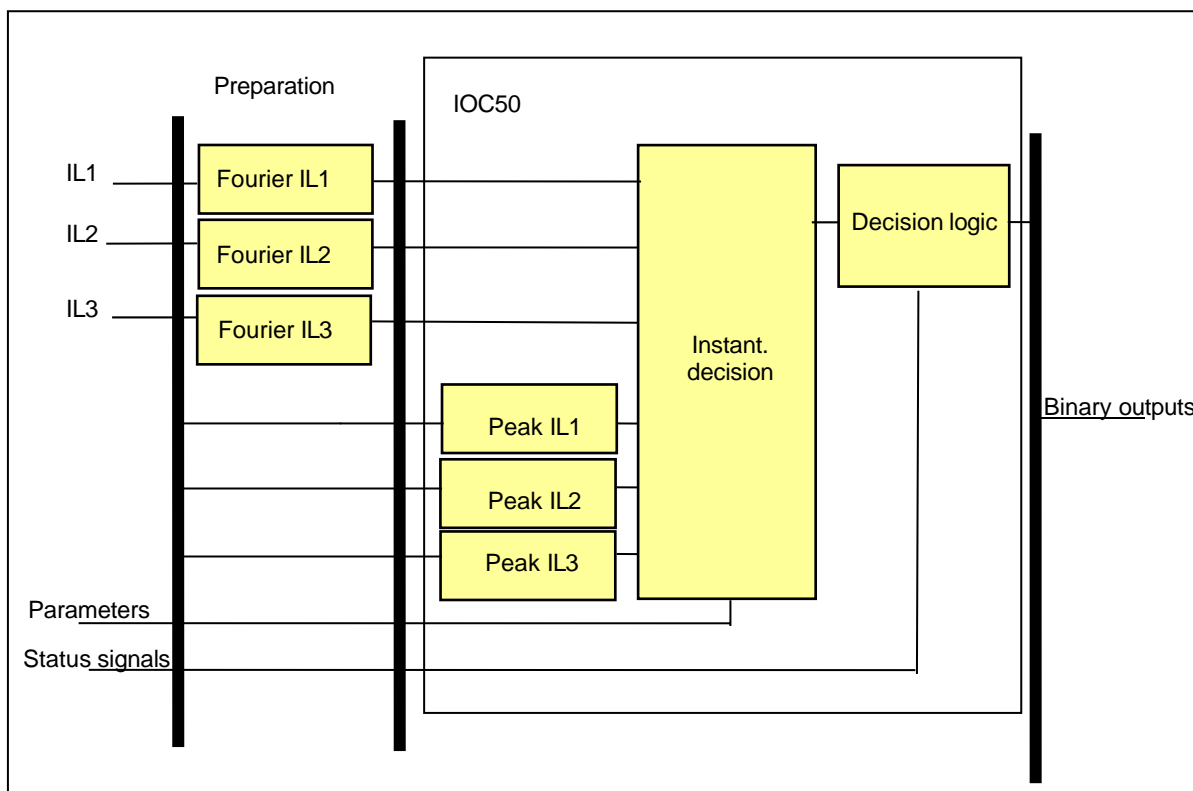 Preparation
IOC50
IL1
Fourier IL1
IL2
Fourier IL2
IL3
Fourier IL3
Decision logic
Instant.
decision
Peak IL1
Peak IL2
Peak IL3
Binary outputs
Parameters
Status signals